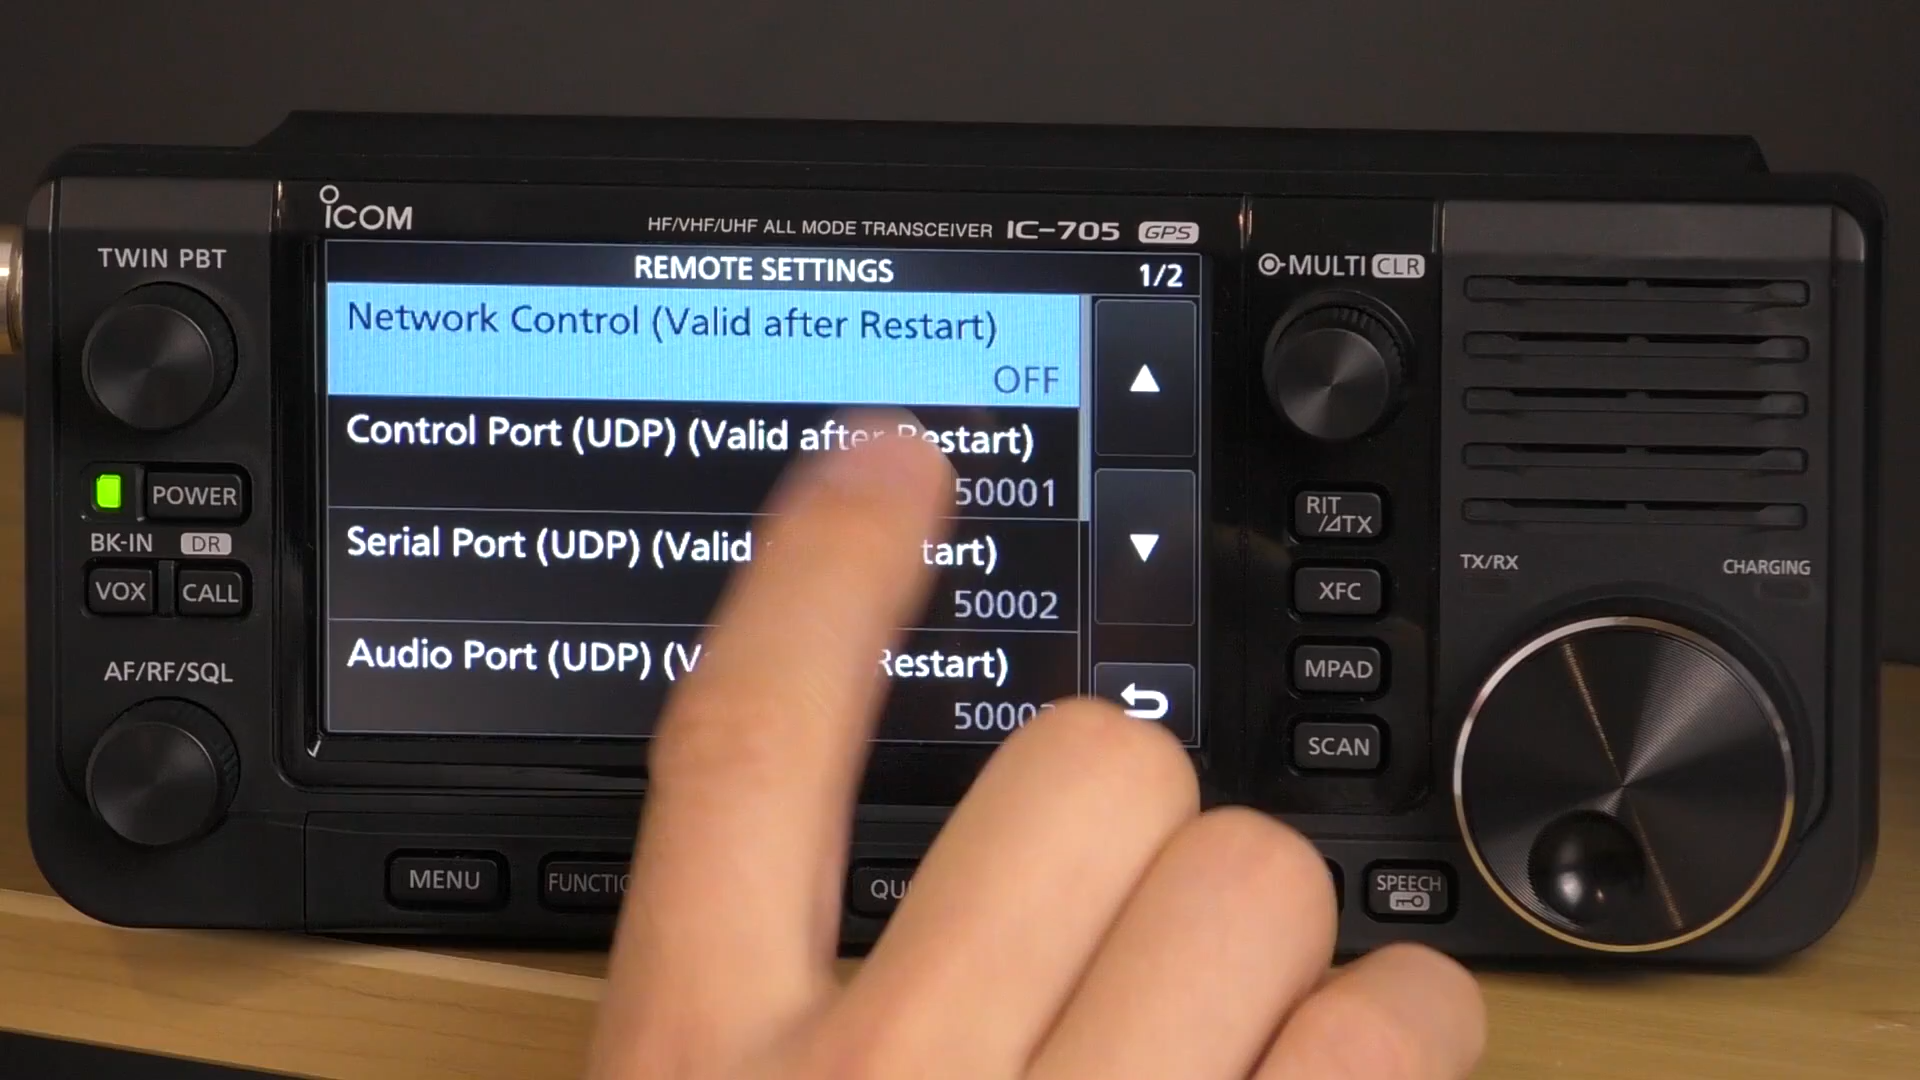 ICOM
HF/VHF/UHF ALL MODE TRANSCEIVER IC-705 GPS
TWIN PBT
REMOTE SETTINGS 1/2
MULTI CLR
Network Control (Valid after Restart)
OFF
Control Port (UDP) (Valid after Restart)
50001
Serial Port (UDP) (Valid
50002
Audio Port (UDP) Restart)
POWER
BK-IN DR
VOX CALL
AF/RF/SQL
RIT
/⊿TX
XFC
MPAD
SCAN
TX/RX
CHARGING
MENU
SPEECH